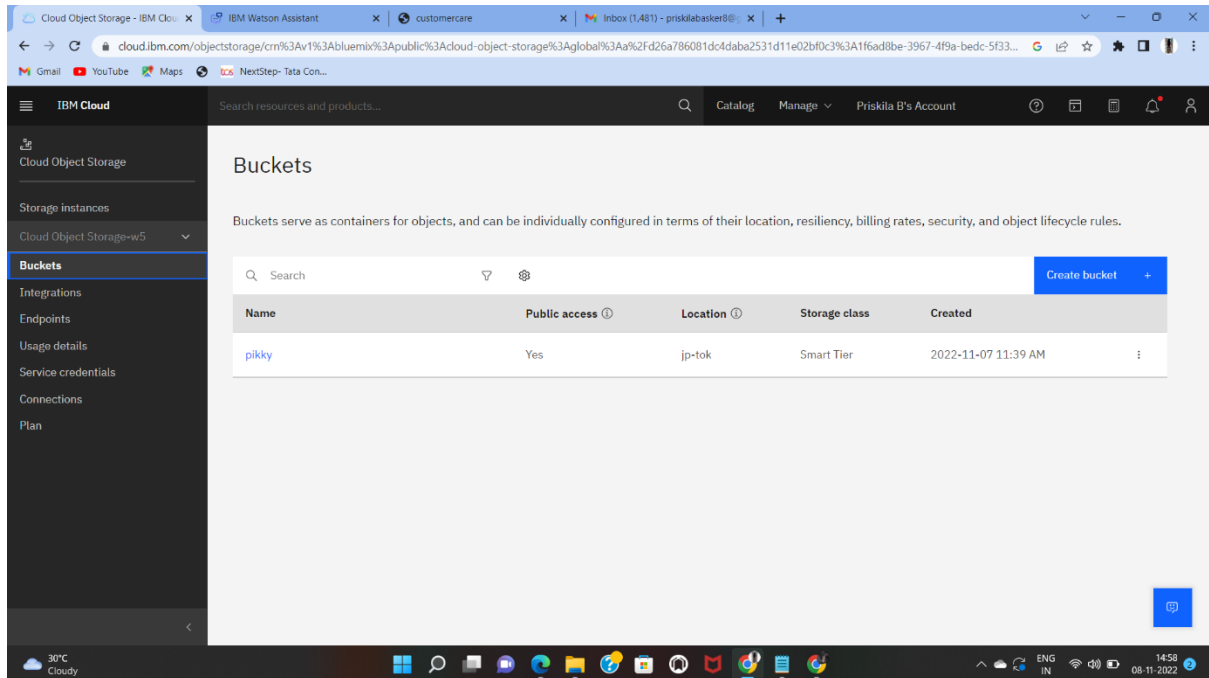 Cloud Object Storage - IBM Clou
IBM Watson Assistant
customercare
Inbox (1,481) - priskilabasker8@g
cloud.ibm.com/objectstorage/crn%3Av1%3Abluemix%3Apublic%3Acloud-object-storage%3Aglobal%3Aa%2Fd26a786081dc4daba2531d11e02bf0c3%3A1f6ad8be-3967-4f9a-bedc-5f33...
Gmail YouTube Maps NextStep- Tata Con...
IBM Cloud Search resources and products... Catalog Manage Priskila B's Account
Cloud Object Storage
Storage instances
Cloud Object Storage-w5
Buckets
Integrations
Endpoints
Usage details
Service credentials
Connections
Plan
Buckets
Buckets serve as containers for objects, and can be individually configured in terms of their location, resiliency, billing rates, security, and object lifecycle rules.
Search Create bucket +
Name Public access Location Storage class Created
pikky Yes jp-tok Smart Tier 2022-11-07 11:39 AM
30°C
Cloudy
ENG
IN
14:58
08-11-2022
2